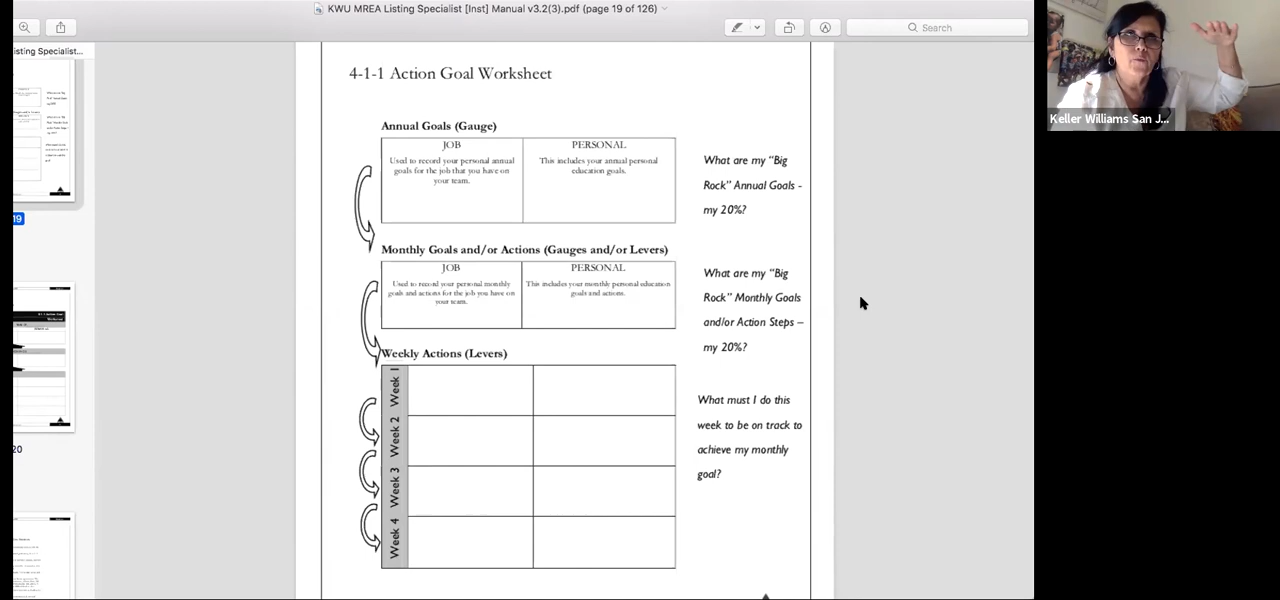 KWU MREA Listing Specialist [Inst] Manual v3.2(3).pdf (page 19 of 126)
Search
isting Specialist...
19
20
4-1-1 Action Goal Worksheet
Annual Goals (Gauge)
JOB
Used to record your personal annual
goals for the job that you have on
your team.
PERSONAL
This includes your annual personal
education goals.
What are my “Big
Rock” Annual Goals -
my 20%?
Monthly Goals and/or Actions (Gauges and/or Levers)
JOB
Used to record your personal monthly
goals and actions for the job you have on
your team.
PERSONAL
This includes your monthly personal education
goals and actions.
What are my “Big
Rock” Monthly Goals
and/or Action Steps –
my 20%?
Weekly Actions (Levers)
Week 1
Week 2
Week 3
Week 4
What must I do this
week to be on track to
achieve my monthly
goal?
Keller Williams San J...